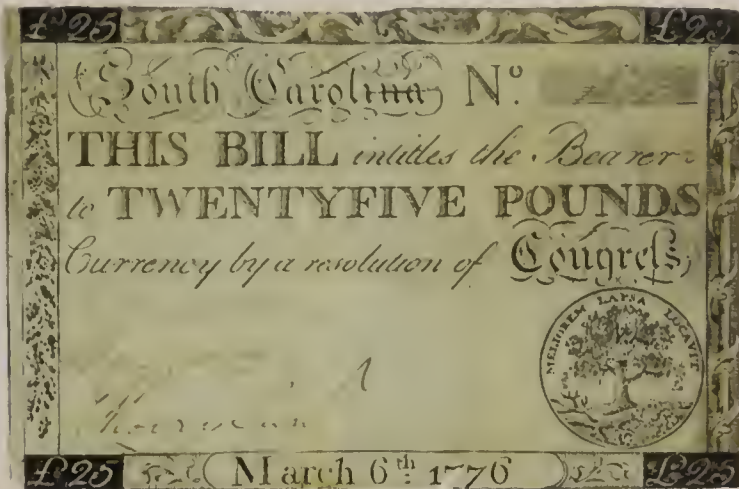 £25 £25
South Carolina Nº.
THIS BILL intitles the Bearer
to TWENTYFIVE POUNDS
Currency by a resolution of Congreſs,
MELIOREM LAPSA LOCAVIT
£25 March 6th. 1776 £25